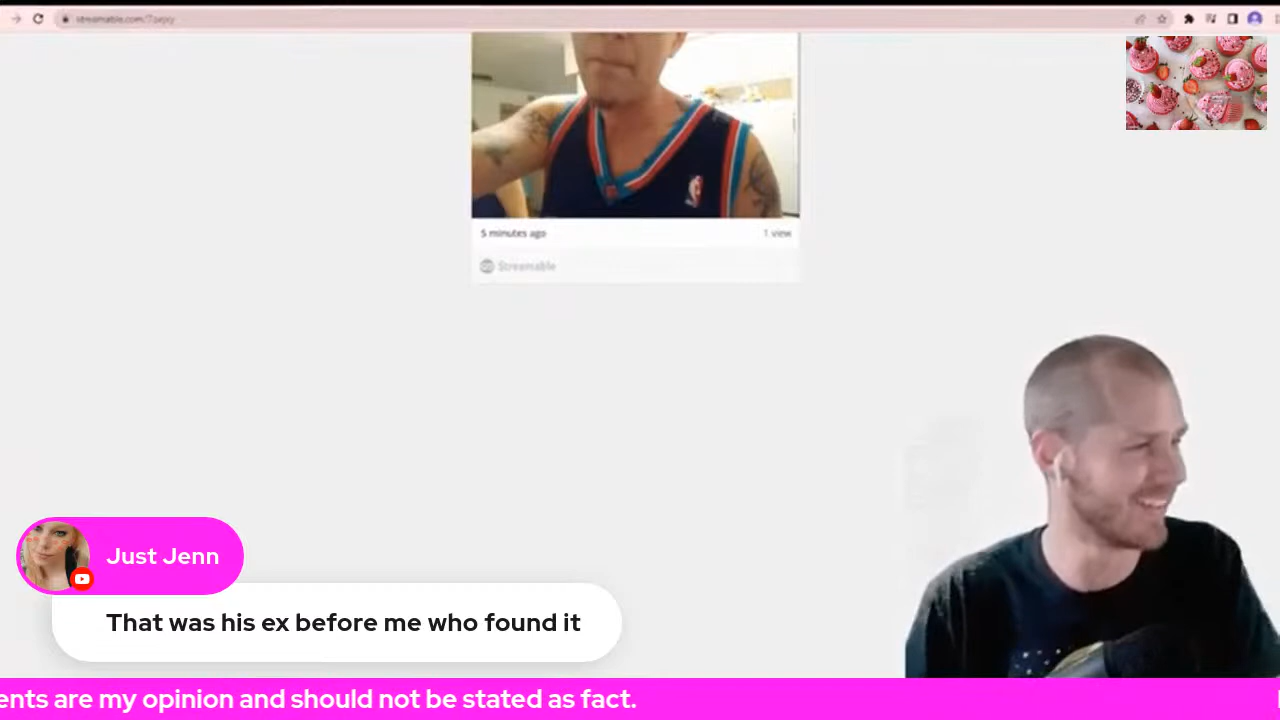 5 minutes ago
1 view
Streamable
Just Jenn
That was his ex before me who found it
ents are my opinion and should not be stated as fact.